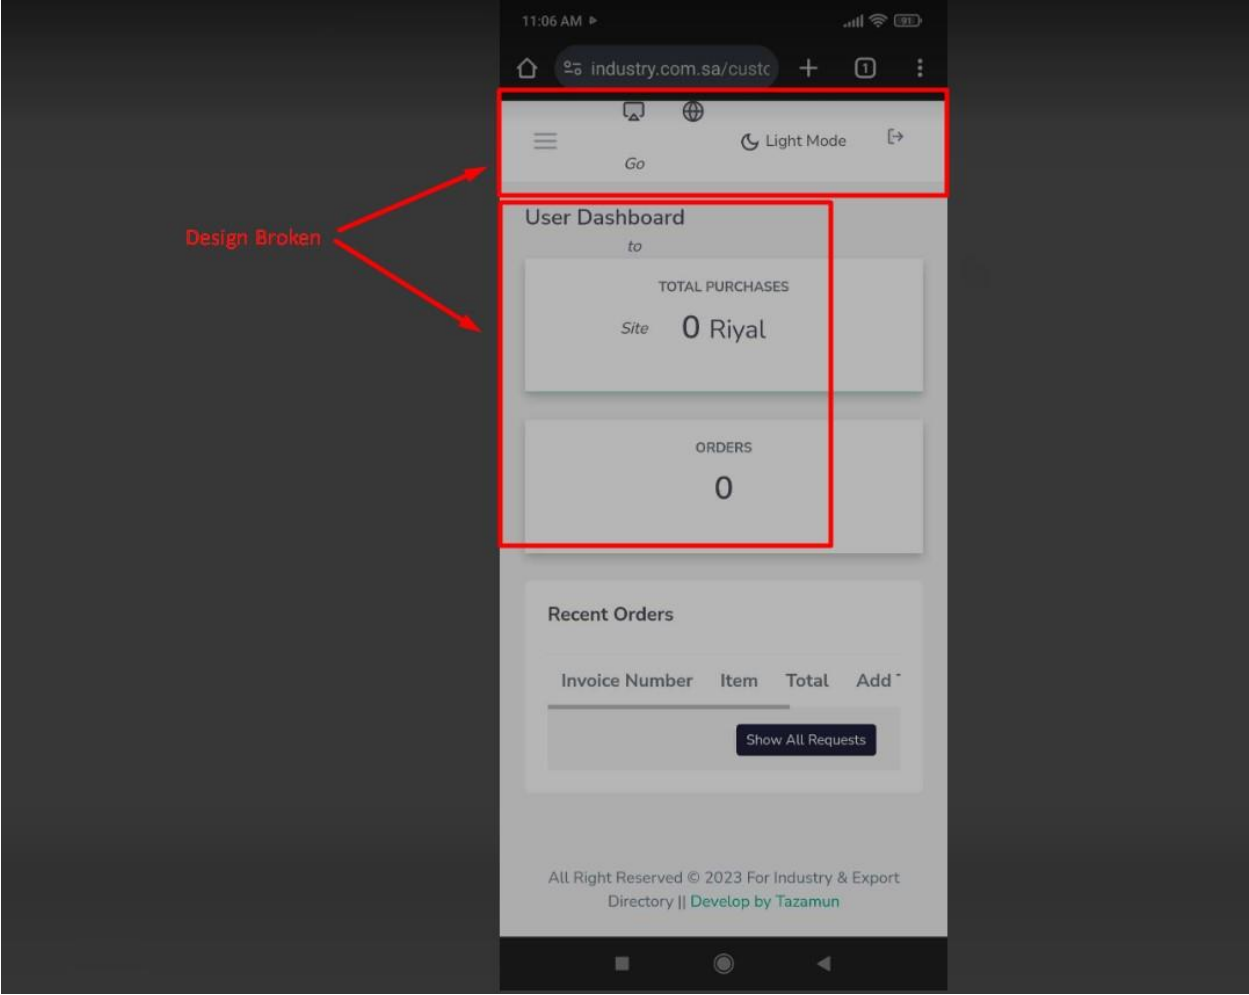 11:06 AM
91
industry.com.sa/custc
1
Light Mode
Go
User Dashboard
to
Design Broken
TOTAL PURCHASES
Site
0 Riyal
ORDERS
0
Recent Orders
Invoice Number Item Total Add
Show All Requests
All Right Reserved © 2023 For Industry & Export
Directory || Develop by Tazamun